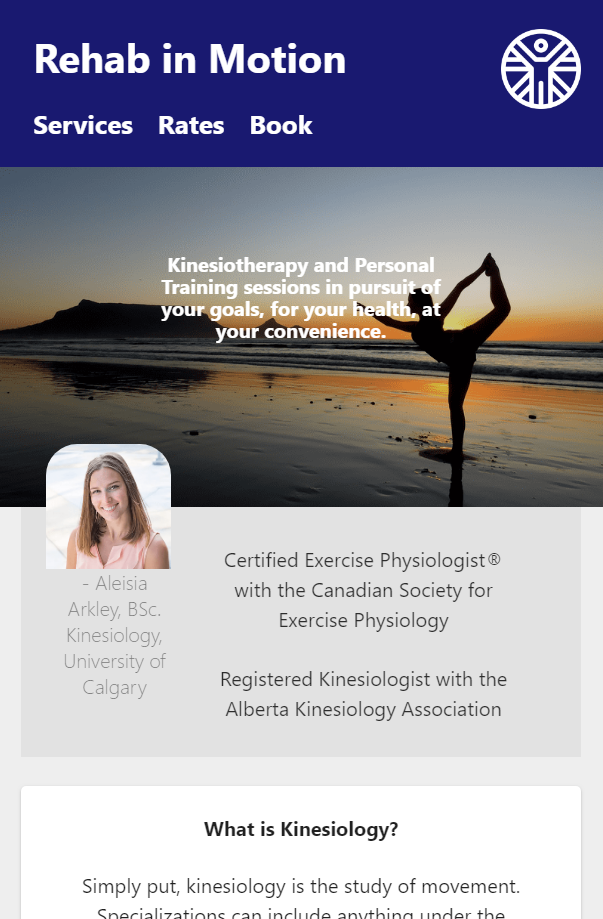 Rehab in Motion
Services Rates Book
Kinesiotherapy and Personal
Training sessions in pursuit of
your goals, for your health, at
your convenience.
- Aleisia
Arkley, BSc.
Kinesiology,
University of
Calgary
Certified Exercise Physiologist®
with the Canadian Society for
Exercise Physiology
Registered Kinesiologist with the
Alberta Kinesiology Association
What is Kinesiology?
Simply put, kinesiology is the study of movement.
Specializations can include anything under the